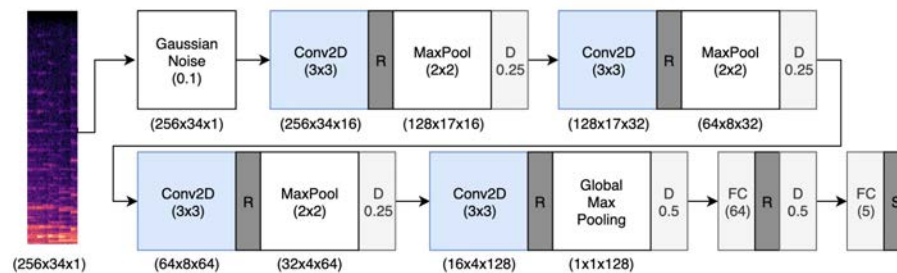 Gaussian
Noise
(0.1)
Conv2D
(3x3)
R
MaxPool
(2x2)
D
0.25
Conv2D
(3x3)
R
MaxPool
(2x2)
D
0.25
(256x34x1)
(256x34x16)
(128x17x16)
(128x17x32)
(64x8x32)
Conv2D
(3x3)
R
MaxPool
(2x2)
D
0.25
Conv2D
(3x3)
R
Global
Max
Pooling
D
0.5
FC
(64)
R
D
0.5
FC
(5)
S
(256x34x1)
(64x8x64)
(32x4x64)
(16x4x128)
(1x1x128)